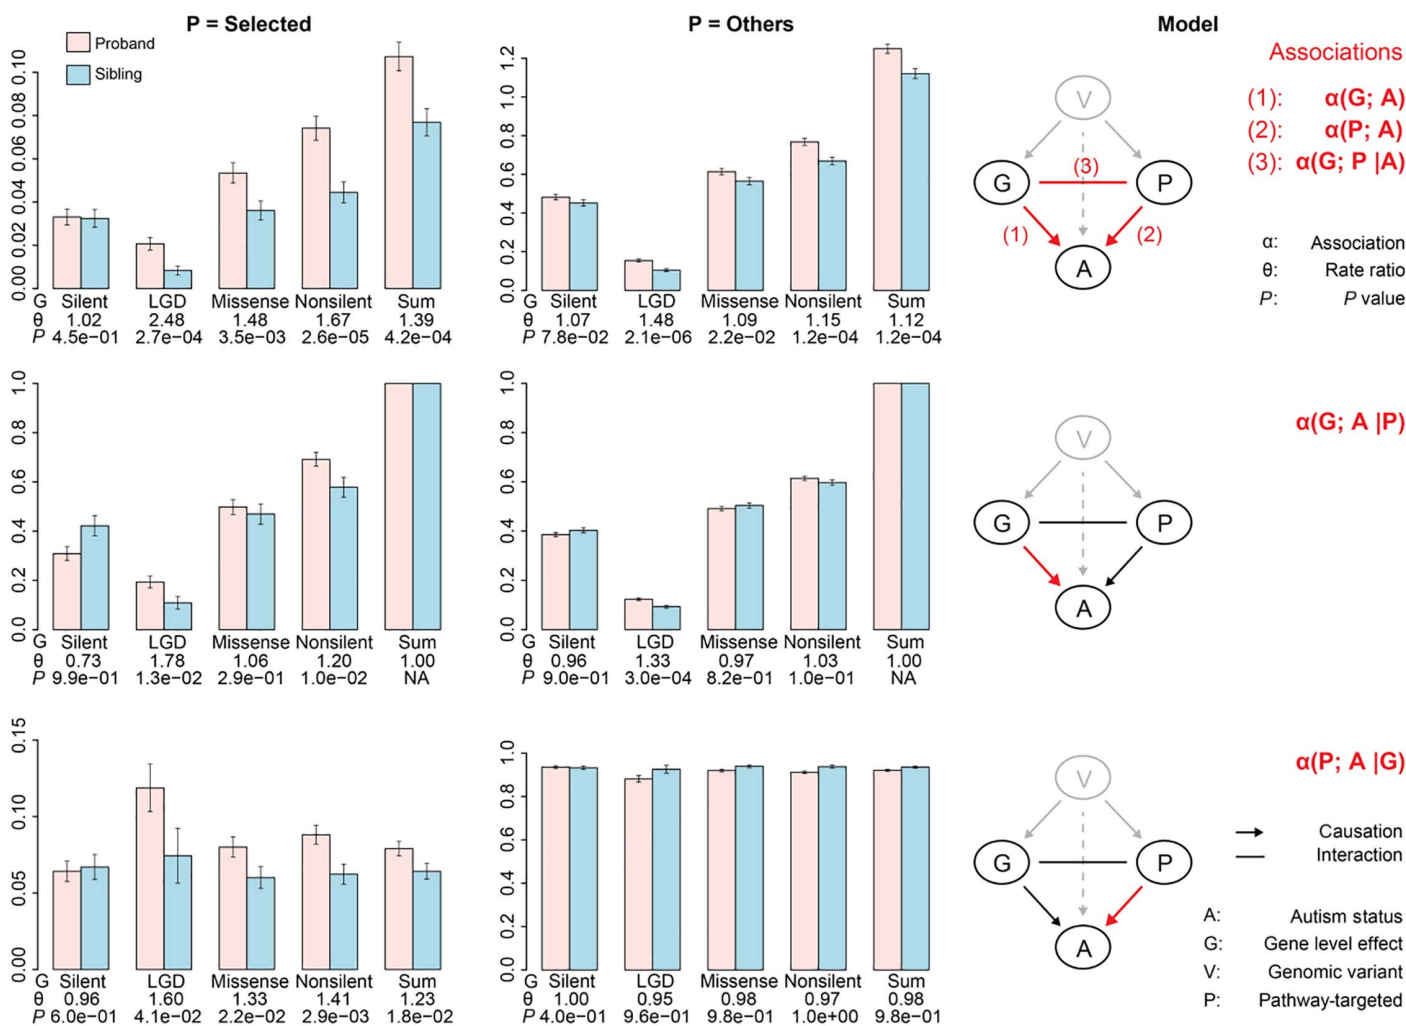 P = Selected
P = Others
Model
Proband
Sibling
0.00 0.02 0.04 0.06 0.08 0.10
G Silent LGD Missense Nonsilent Sum
θ 1.02 2.48 1.48 1.67 1.39
P 4.5e−01 2.7e−04 3.5e−03 2.6e−05 4.2e−04
0.0 0.2 0.4 0.6 0.8 1.0 1.2
G Silent LGD Missense Nonsilent Sum
θ 1.07 1.48 1.09 1.15 1.12
P 7.8e−02 2.1e−06 2.2e−02 1.2e−04 1.2e−04
V
G (3) P
(1) (2)
A
Associations
(1): α(G; A)
(2): α(P; A)
(3): α(G; P |A)
α: Association
θ: Rate ratio
P: P value
0.0 0.2 0.4 0.6 0.8 1.0
G Silent LGD Missense Nonsilent Sum
θ 0.73 1.78 1.06 1.20 1.00
P 9.9e−01 1.3e−02 2.9e−01 1.0e−02 NA
0.0 0.2 0.4 0.6 0.8 1.0
G Silent LGD Missense Nonsilent Sum
θ 0.96 1.33 0.97 1.03 1.00
P 9.0e−01 3.0e−04 8.2e−01 1.0e−01 NA
V
G P
A
α(G; A |P)
0.00 0.05 0.10 0.15
G Silent LGD Missense Nonsilent Sum
θ 0.96 1.60 1.33 1.41 1.23
P 6.0e−01 4.1e−02 2.2e−02 2.9e−03 1.8e−02
0.0 0.2 0.4 0.6 0.8 1.0
G Silent LGD Missense Nonsilent Sum
θ 1.00 0.95 0.98 0.97 0.98
P 4.0e−01 9.6e−01 9.8e−01 1.0e+00 9.8e−01
V
G P
A
α(P; A |G)
Causation
Interaction
A: Autism status
G: Gene level effect
V: Genomic variant
P: Pathway-targeted